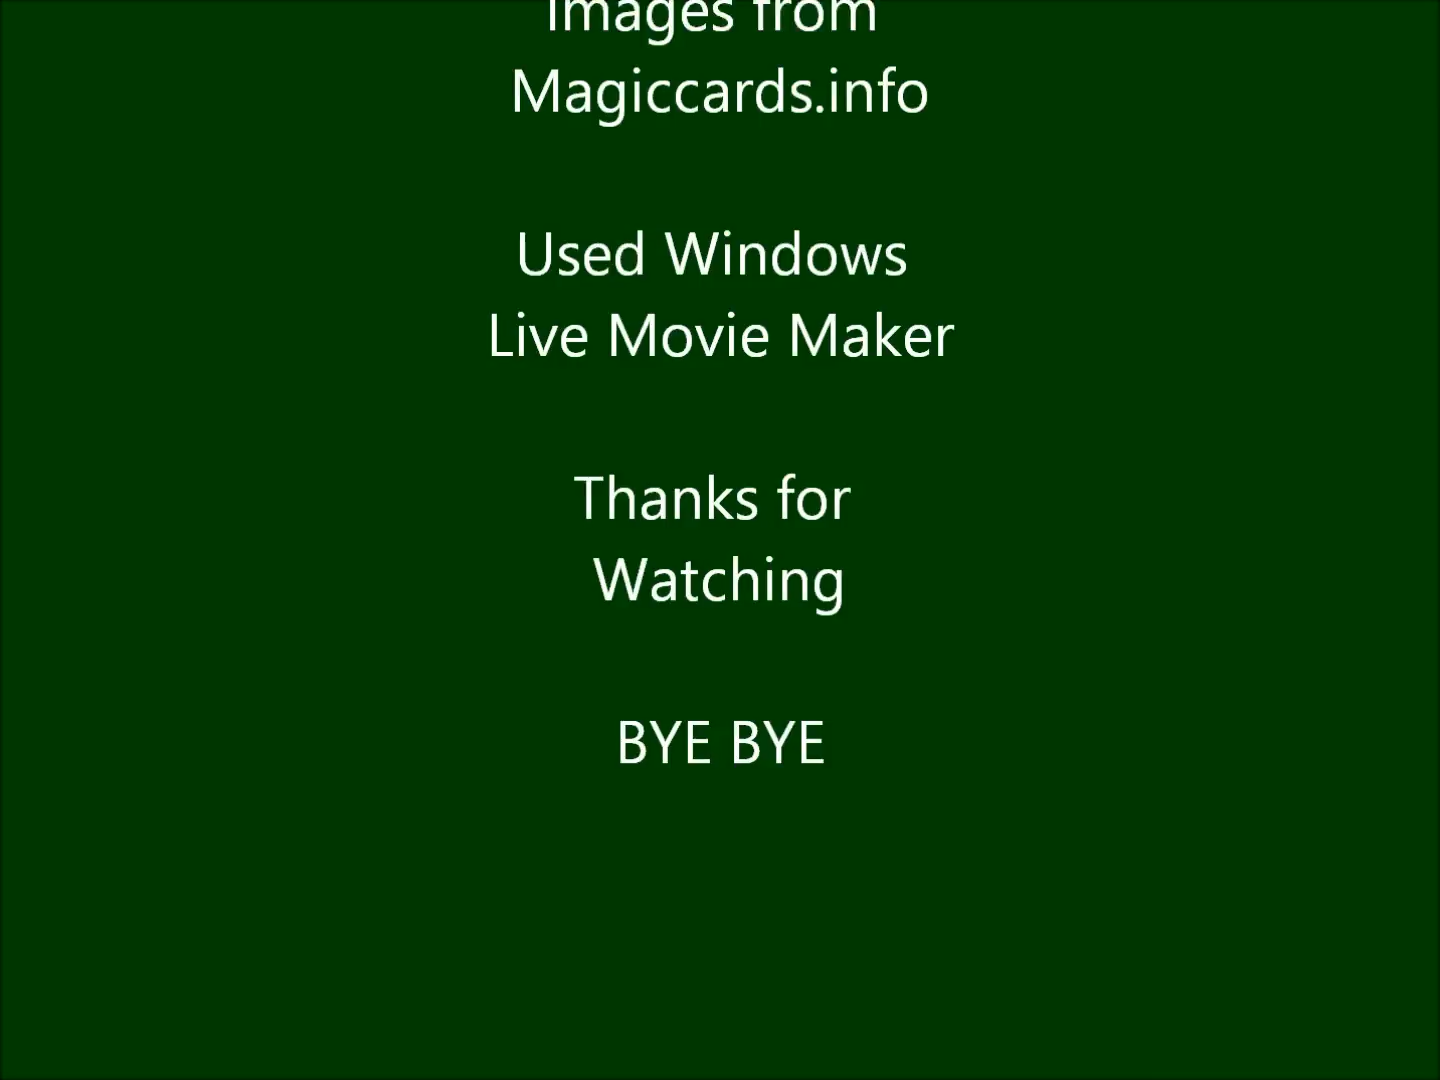 Images from
Magiccards.info
Used Windows
Live Movie Maker
Thanks for
Watching
BYE BYE